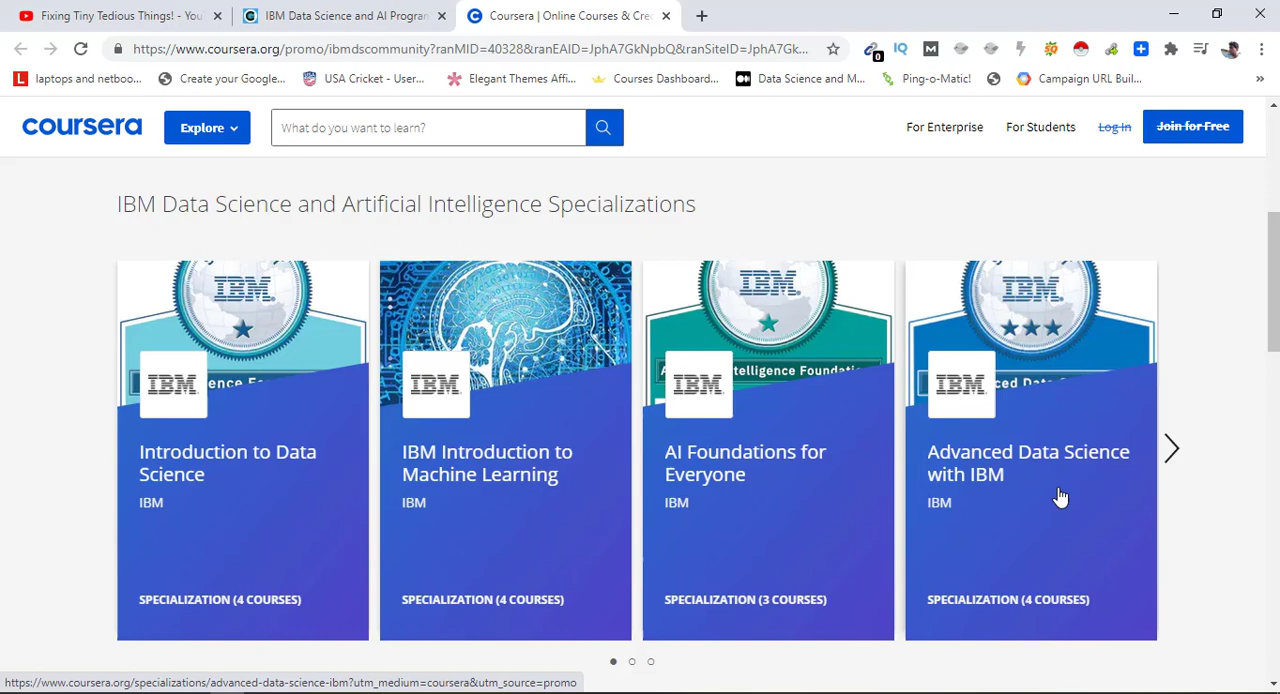 Fixing Tiny Tedious Things! - You
IBM Data Science and AI Program
Coursera | Online Courses & Cre
https://www.coursera.org/promo/ibmdscommunity?ranMID=40328&ranEAID=JphA7GkNpbQ&ranSiteID=JphA7GkN...
0
IQ
M
L laptops and netboo...
Create your Google...
USA Cricket - User...
Elegant Themes Affi...
Courses Dashboard...
Data Science and M...
Ping-o-Matic!
Campaign URL Buil...
»
coursera
Explore
What do you want to learn?
For Enterprise
For Students
Log In
Join for Free
IBM Data Science and Artificial Intelligence Specializations
IBM
IBM
Introduction to Data
Science
IBM
SPECIALIZATION (4 COURSES)
IBM
IBM Introduction to
Machine Learning
IBM
SPECIALIZATION (4 COURSES)
IBM
IBM
AI Foundations for
Everyone
IBM
SPECIALIZATION (3 COURSES)
IBM
IBM
Advanced Data Science
with IBM
IBM
SPECIALIZATION (4 COURSES)
https://www.coursera.org/specializations/advanced-data-science-ibm?utm_medium=coursera&utm_source=promo